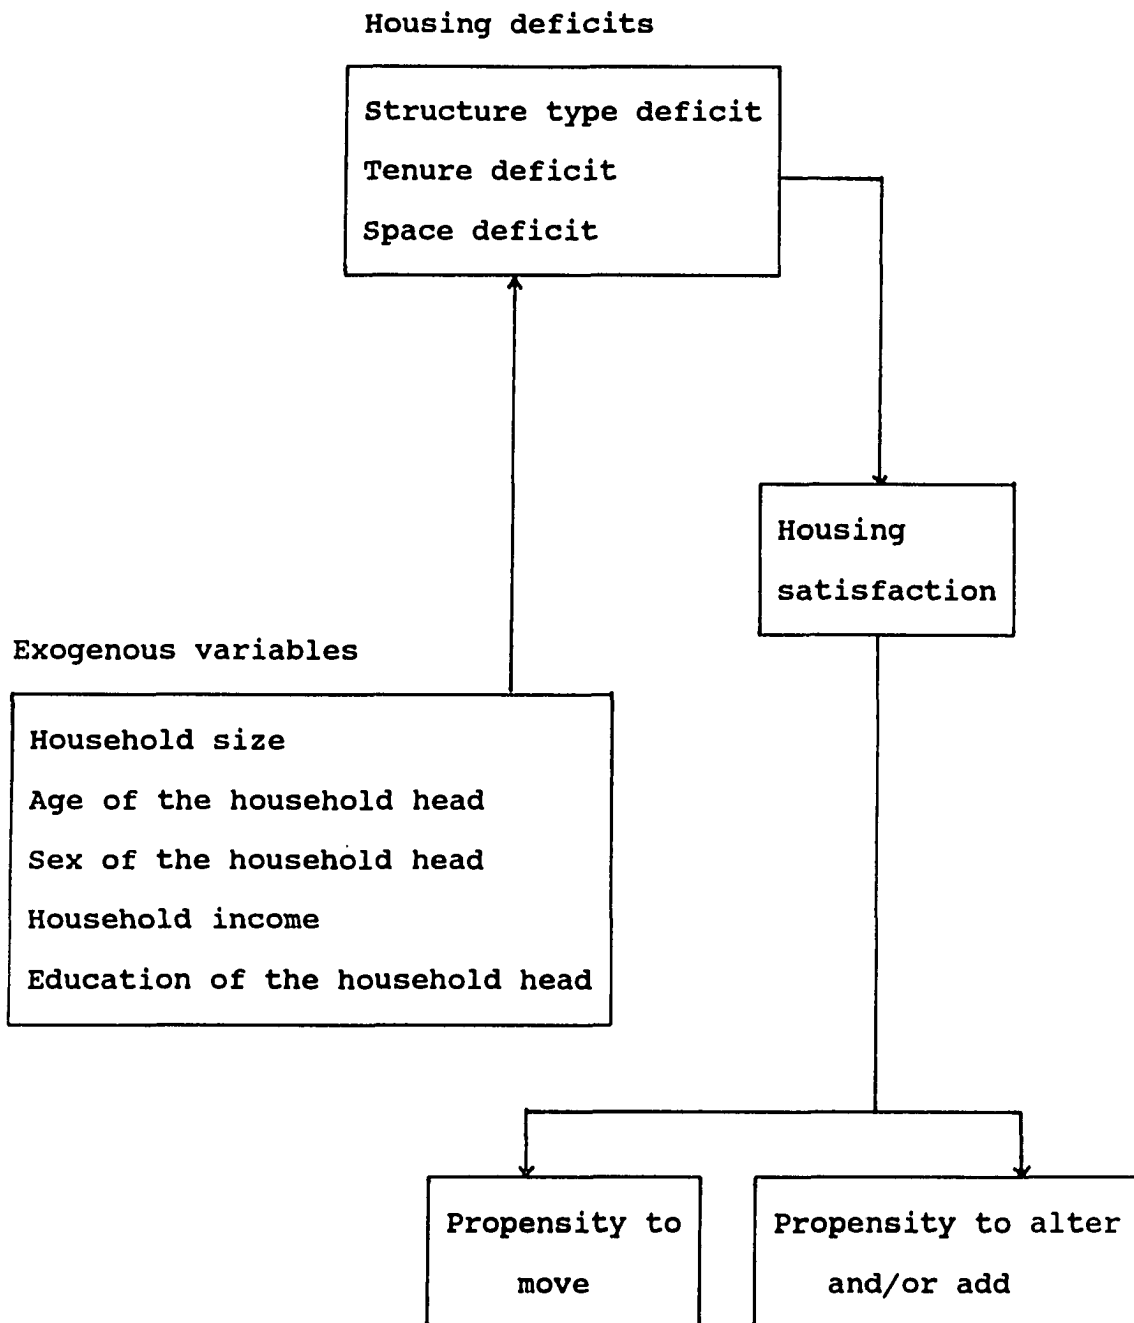 Housing deficits
Structure type deficit
Tenure deficit
Space deficit
Housing
satisfaction
Exogenous variables
Household size
Age of the household head
Sex of the household head
Household income
Education of the household head
Propensity to
move
Propensity to alter
and/or add